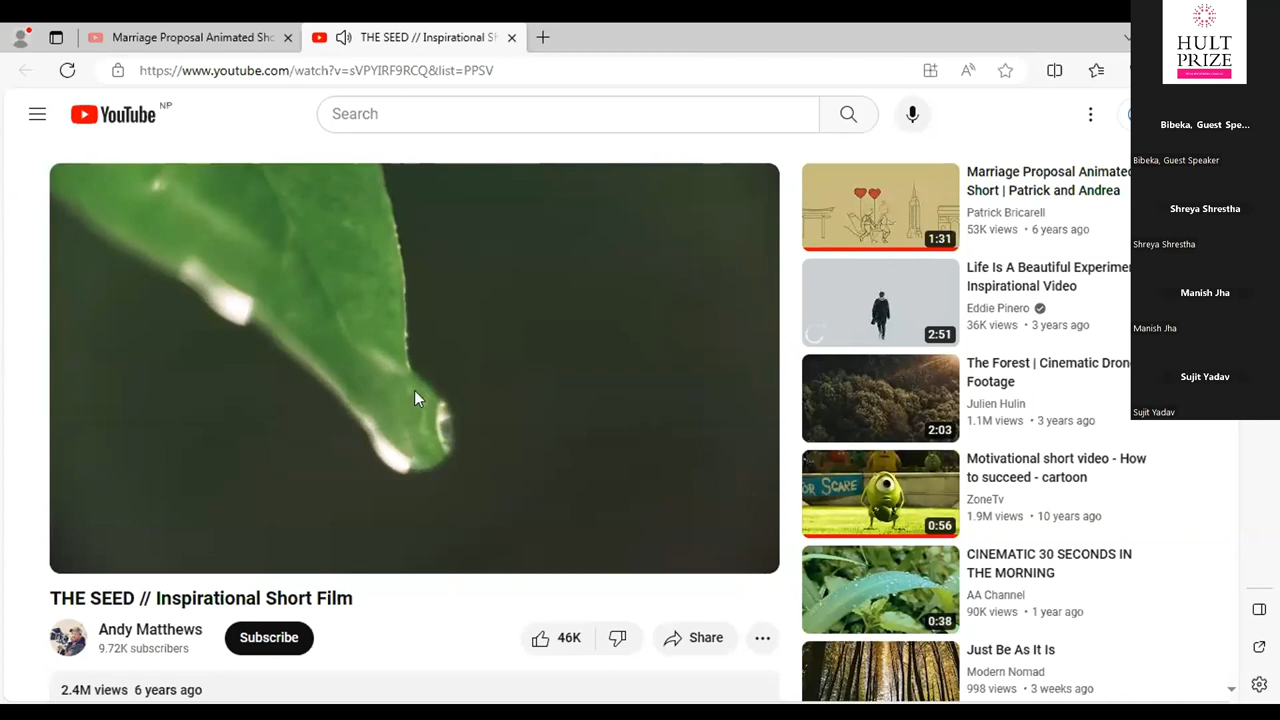 Marriage Proposal Animated Sho
THE SEED // Inspirational Sh
https://www.youtube.com/watch?v=sVPYIRF9RCQ&list=PPSV
YouTube NP
Search
Marriage Proposal Animated
Short | Patrick and Andrea
Patrick Bricarell
53K views • 6 years ago
1:31
Life Is A Beautiful Experime
Inspirational Video
Eddie Pinero
36K views • 3 years ago
2:51
The Forest | Cinematic Dron
Footage
Julien Hulin
1.1M views • 3 years ago
2:03
OR SCARE
Motivational short video - How
to succeed - cartoon
ZoneTv
1.9M views • 10 years ago
0:56
CINEMATIC 30 SECONDS IN
THE MORNING
AA Channel
90K views • 1 year ago
0:38
Just Be As It Is
Modern Nomad
998 views • 3 weeks ago
THE SEED // Inspirational Short Film
Andy Matthews
9.72K subscribers
Subscribe
46K
Share
2.4M views 6 years ago
HULT
PRIZE
Bibeka, Guest Spe...
Bibeka, Guest Speaker
Shreya Shrestha
Shreya Shrestha
Manish Jha
Manish Jha
Sujit Yadav
Sujit Yadav